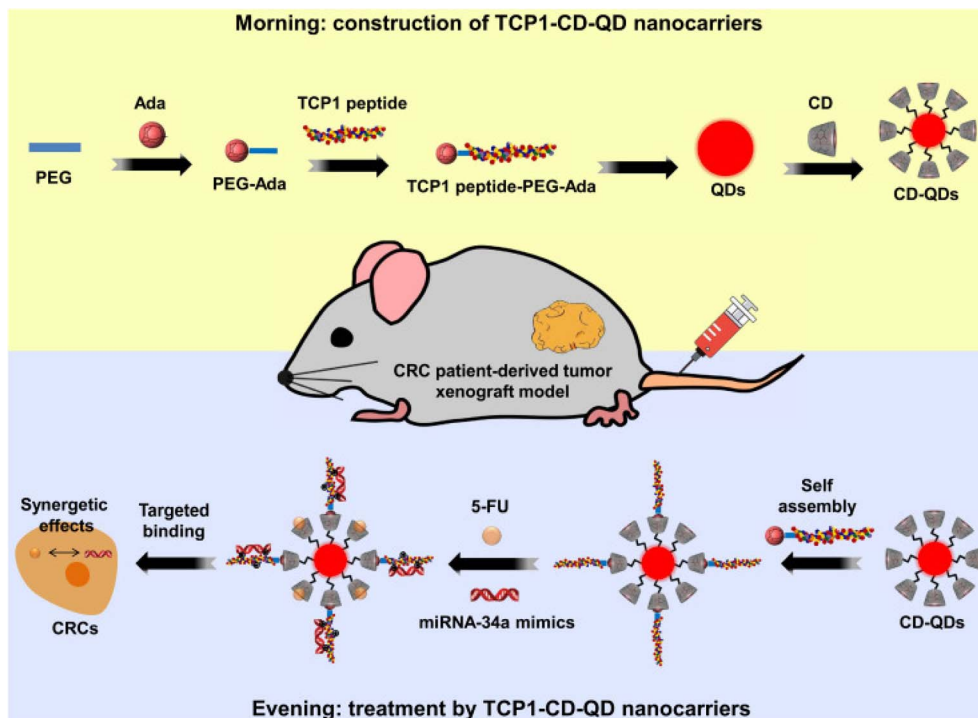 Morning: construction of TCP1-CD-QD nanocarriers
Ada
TCP1 peptide
CD
PEG
PEG-Ada
TCP1 peptide-PEG-Ada
QDs
CD-QDs
CRC patient-derived tumor
xenograft model
Synergetic
effects
Targeted
binding
5-FU
Self
assembly
miRNA-34a mimics
CRCs
CD-QDs
Evening: treatment by TCP1-CD-QD nanocarriers